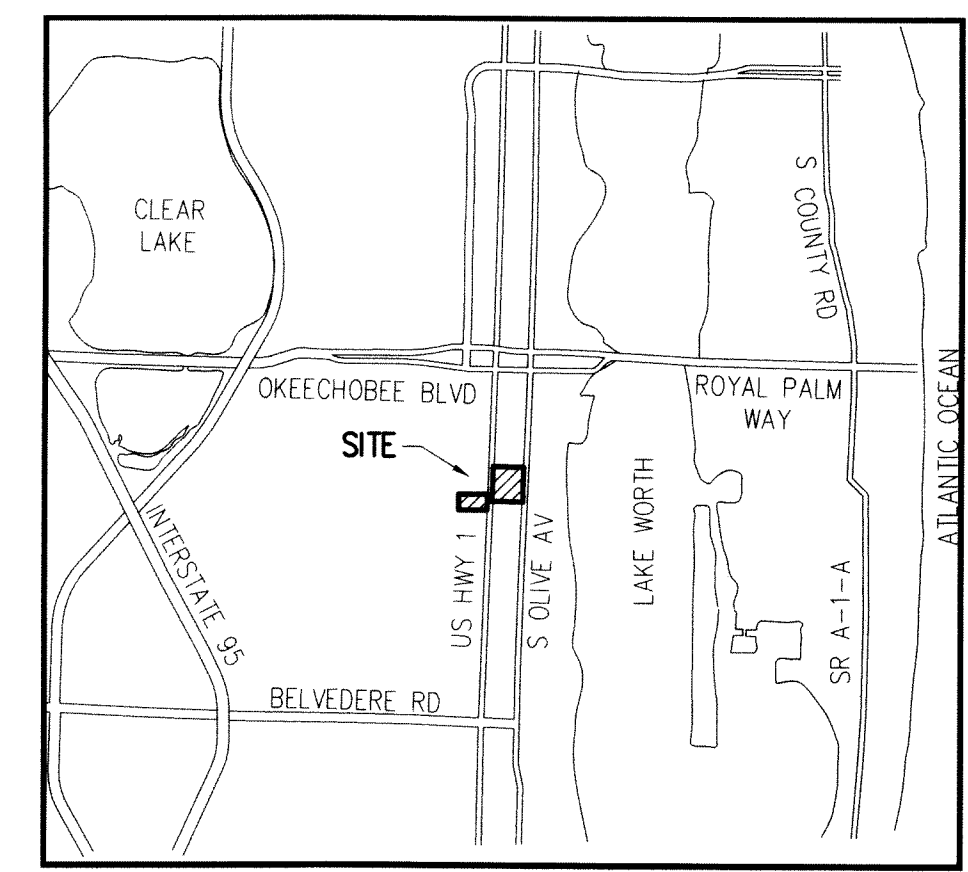 CLEAR
LAKE
S COUNTY RD
OKEECHOBEE BLVD
ROYAL PALM
WAY
ATLANTIC OCEAN
SITE
INTERSTATE 95
US HWY 1
S OLIVE AV
LAKE WORTH
SR A-1-A
BELVEDERE RD